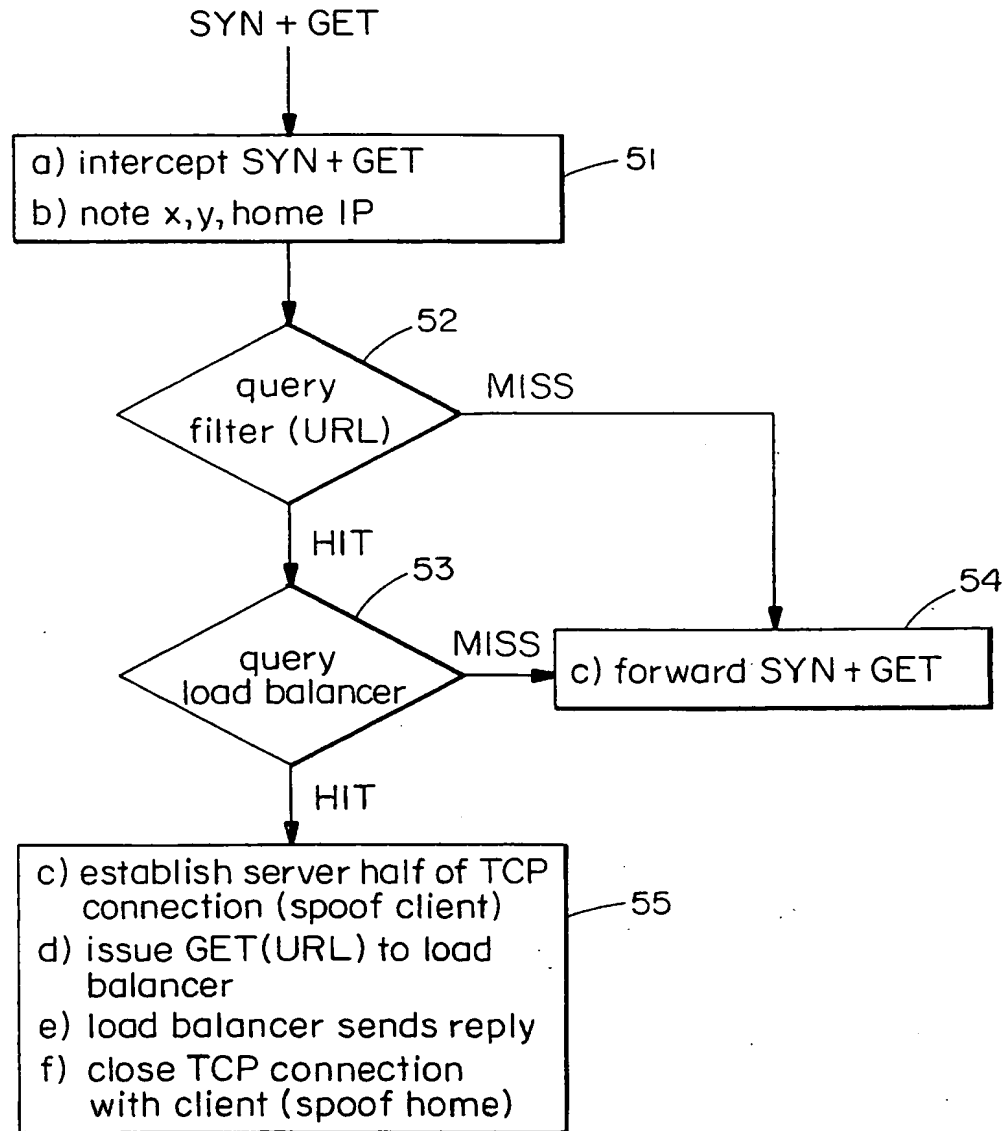 SYN + GET
a) intercept SYN + GET
b) note x, y, home IP
51
52
query
filter (URL)
MISS
HIT
53
query
load balancer
MISS
54
c) forward SYN + GET
HIT
c) establish server half of TCP
connection (spoof client)
d) issue GET(URL) to load
balancer
e) load balancer sends reply
f) close TCP connection
with client (spoof home)
55